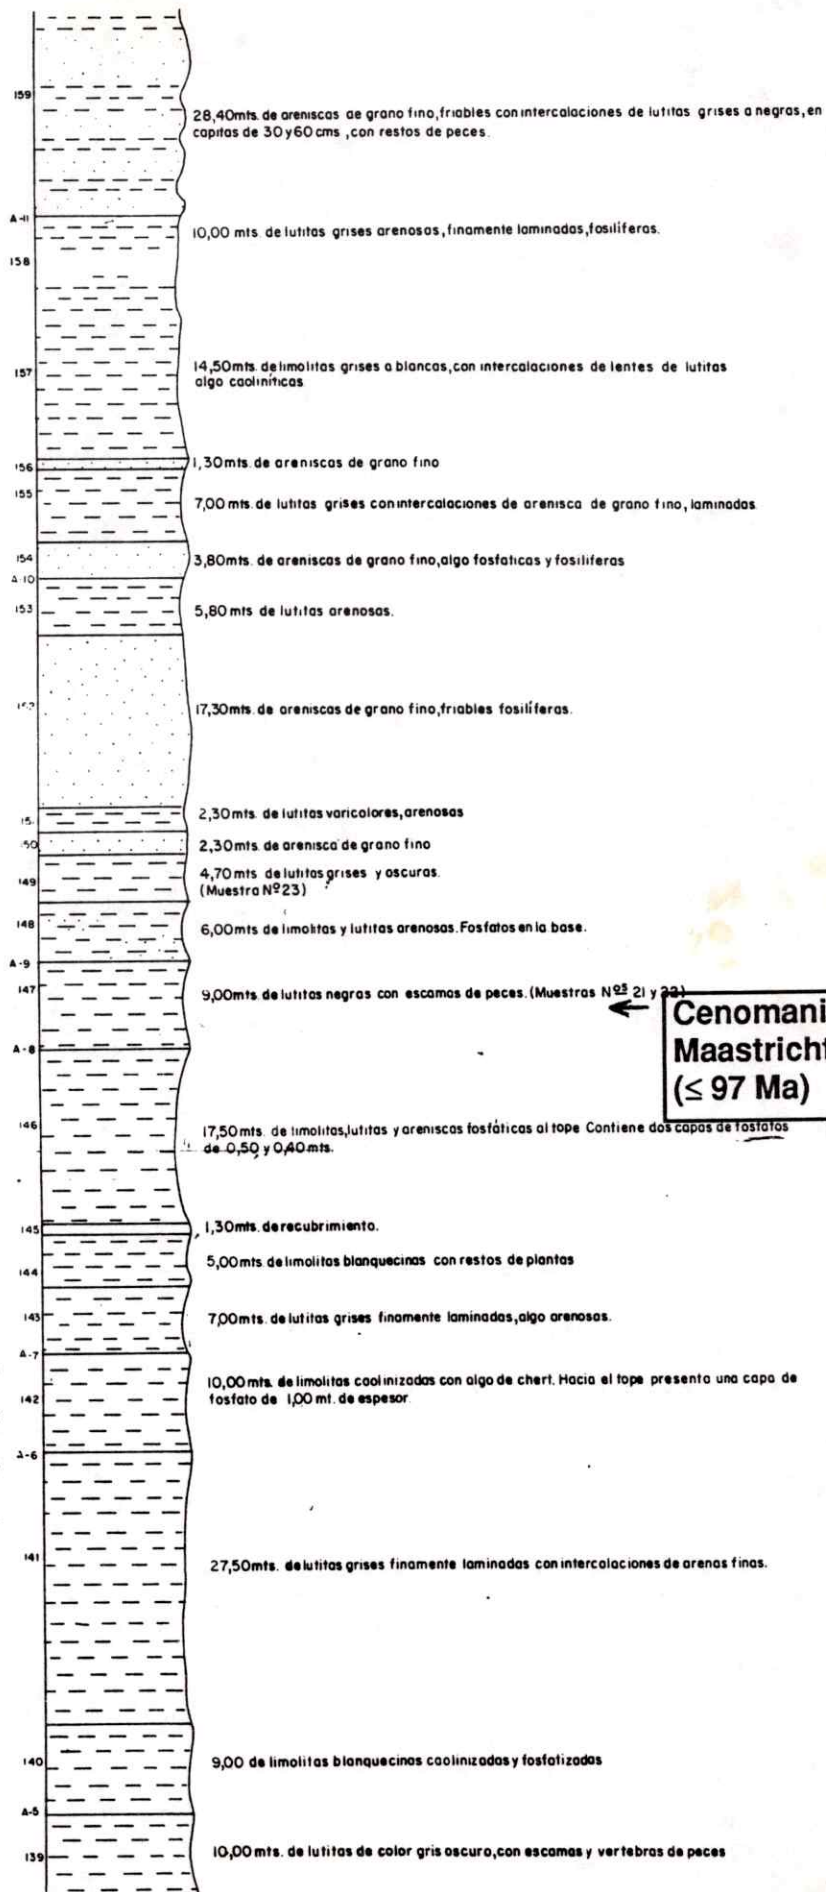 159
28,40mts. de areniscas de grano fino,friables con intercalaciones de lutitas grises a negras,en
capitas de 30 y 60 cms ,con restos de peces.
A-11
10,00 mts. de lutitas grises arenosas,finamente laminadas,fosilíferas.
158
157
14,50mts. de limolitas grises a blancas,con intercalaciones de lentes de lutitas
algo caoliníticas
156
1,30mts. de areniscas de grano fino
155
7,00 mts. de lutitas grises con intercalaciones de arenisca de grano fino, laminadas
154
3,80mts. de areniscas de grano fino,algo fosfaticas y fosiliferas
A-10
153
5,80 mts de lutitas arenosas.
17,30mts. de areniscas de grano fino,friables fosilíferas.
2,30 mts. de lutitas varicolores, arenosas
2,30 mts. de arenisca de grano fino
149
4,70 mts de lutitas grises y oscuras.
(Muestra Nº23)
148
6,00mts de limolitas y lutitas arenosas. Fosfatos en la base.
A-9
147
9,00mts. de lutitas negras con escamas de peces. (Muestras Nºs 21 y 22)
Cenomani
Maastricht
(≤ 97 Ma)
A-8
146
17,50mts. de limolitas,lutitas y areniscas fosfáticas al tope Contiene dos capas de fosfatos
de 0,50 y 0,40mts.
145
1,30mts. de recubrimiento.
144
5,00mts de limolitas blanquecinas con restos de plantas
143
7,00mts. de lutitas grises finamente laminadas,algo arenosas.
A-7
142
10,00mts. de limolitas caolinizadas con algo de chert. Hacia el tope presenta una capa de
fosfato de 1,00 mt. de espesor.
A-6
141
27,50mts. de lutitas grises finamente laminadas con intercalaciones de arenas finas.
140
9,00 de limolitas blanquecinas caolinizadas y fosfatizadas
A-5
139
10,00 mts. de lutitas de color gris oscuro,con escamas y vertebras de peces